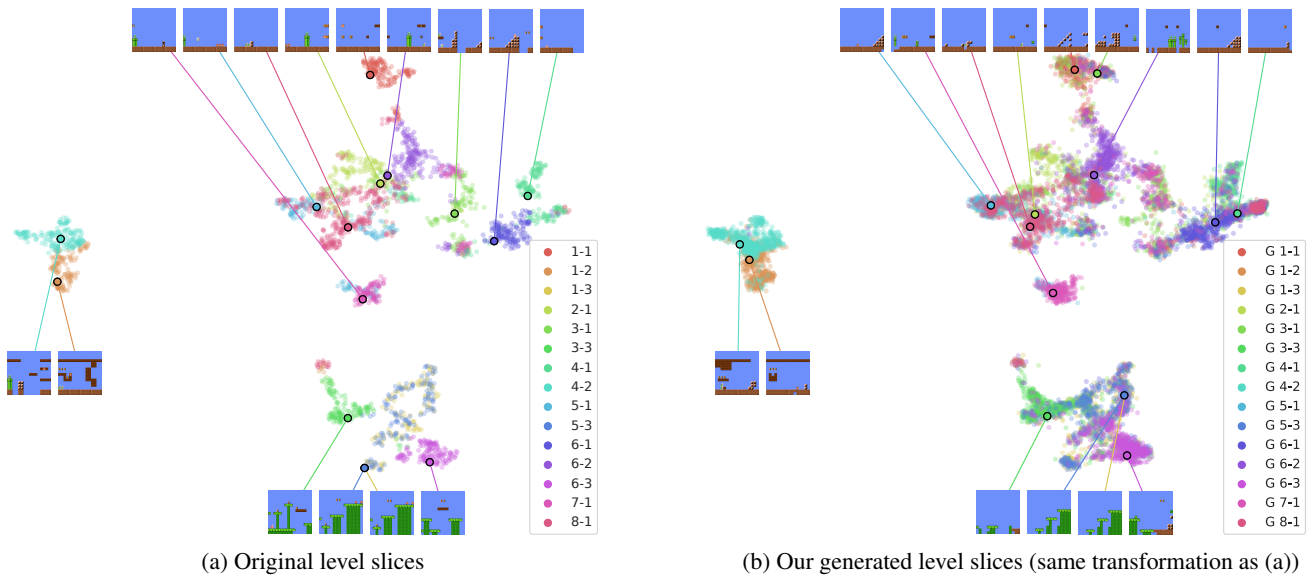 1-1
1-2
1-3
2-1
3-1
3-3
4-1
4-2
5-1
5-3
6-1
6-2
6-3
7-1
8-1
(a) Original level slices
G 1-1
G 1-2
G 1-3
G 2-1
G 3-1
G 3-3
G 4-1
G 4-2
G 5-1
G 5-3
G 6-1
G 6-2
G 6-3
G 7-1
G 8-1
(b) Our generated level slices (same transformation as (a))